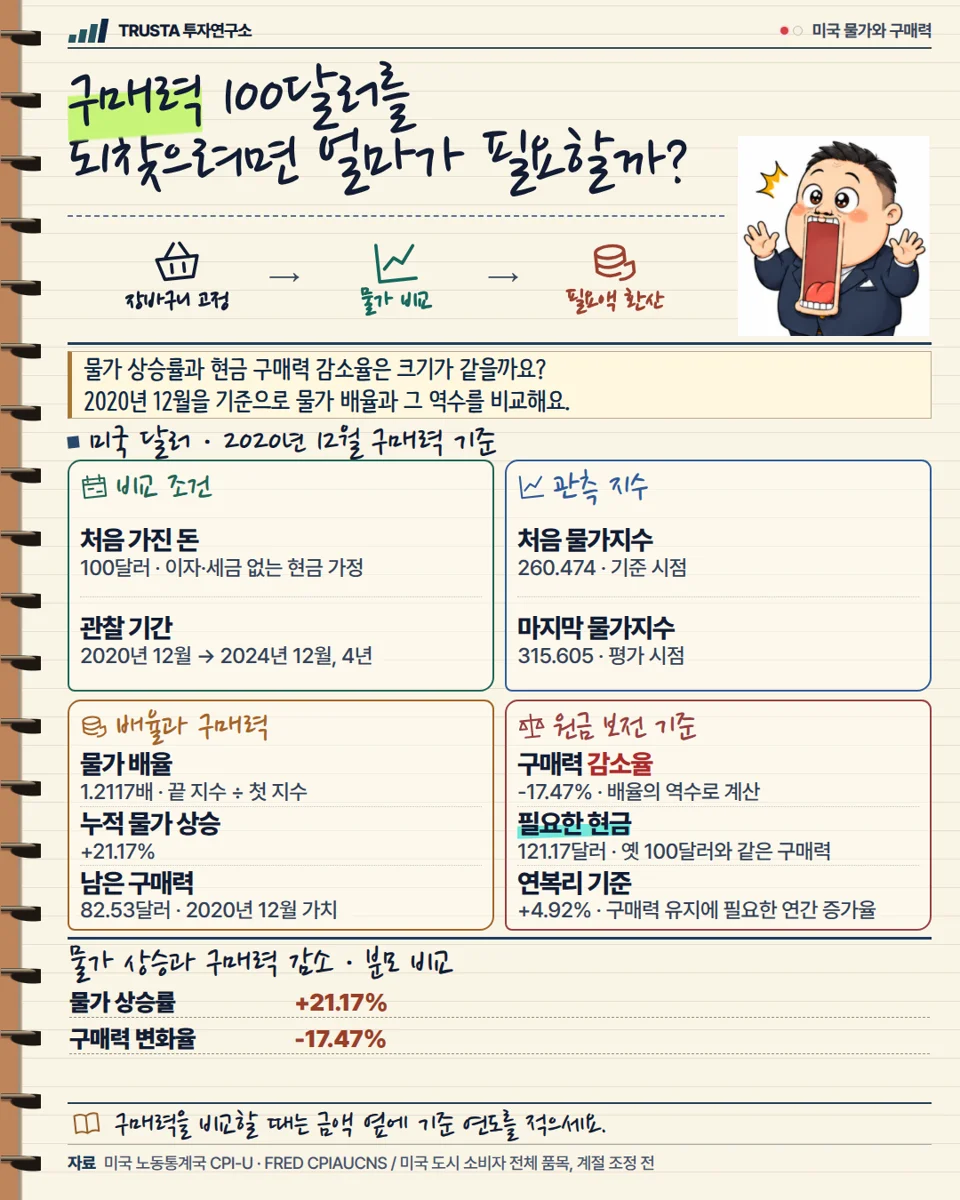 TRUSTA 투자연구소
미국 물가와 구매력
구매력 100달러를
되찾으려면 얼마가 필요할까?
장바구니 고정 → 물가 비교 → 필요액 환산
물가 상승률과 현금 구매력 감소율은 크기가 같을까요?
2020년 12월을 기준으로 물가 배율과 그 역수를 비교해요.
미국 달러 · 2020년 12월 구매력 기준
비교 조건
처음 가진 돈
100달러 · 이자·세금 없는 현금 가정
관찰 기간
2020년 12월 → 2024년 12월, 4년
관측 지수
처음 물가지수
260.474 · 기준 시점
마지막 물가지수
315.605 · 평가 시점
배율과 구매력
물가 배율
1.2117배 · 끝 지수 ÷ 첫 지수
누적 물가 상승
+21.17%
남은 구매력
82.53달러 · 2020년 12월 가치
원금 보전 기준
구매력 감소율
-17.47% · 배율의 역수로 계산
필요한 현금
121.17달러 · 옛 100달러와 같은 구매력
연복리 기준
+4.92% · 구매력 유지에 필요한 연간 증가율
물가 상승과 구매력 감소 · 분모 비교
물가 상승률 +21.17%
구매력 변화율 -17.47%
구매력을 비교할 때는 금액 옆에 기준 연도를 적으세요.
자료 미국 노동통계국 CPI-U · FRED CPIAUCNS / 미국 도시 소비자 전체 품목, 계절 조정 전